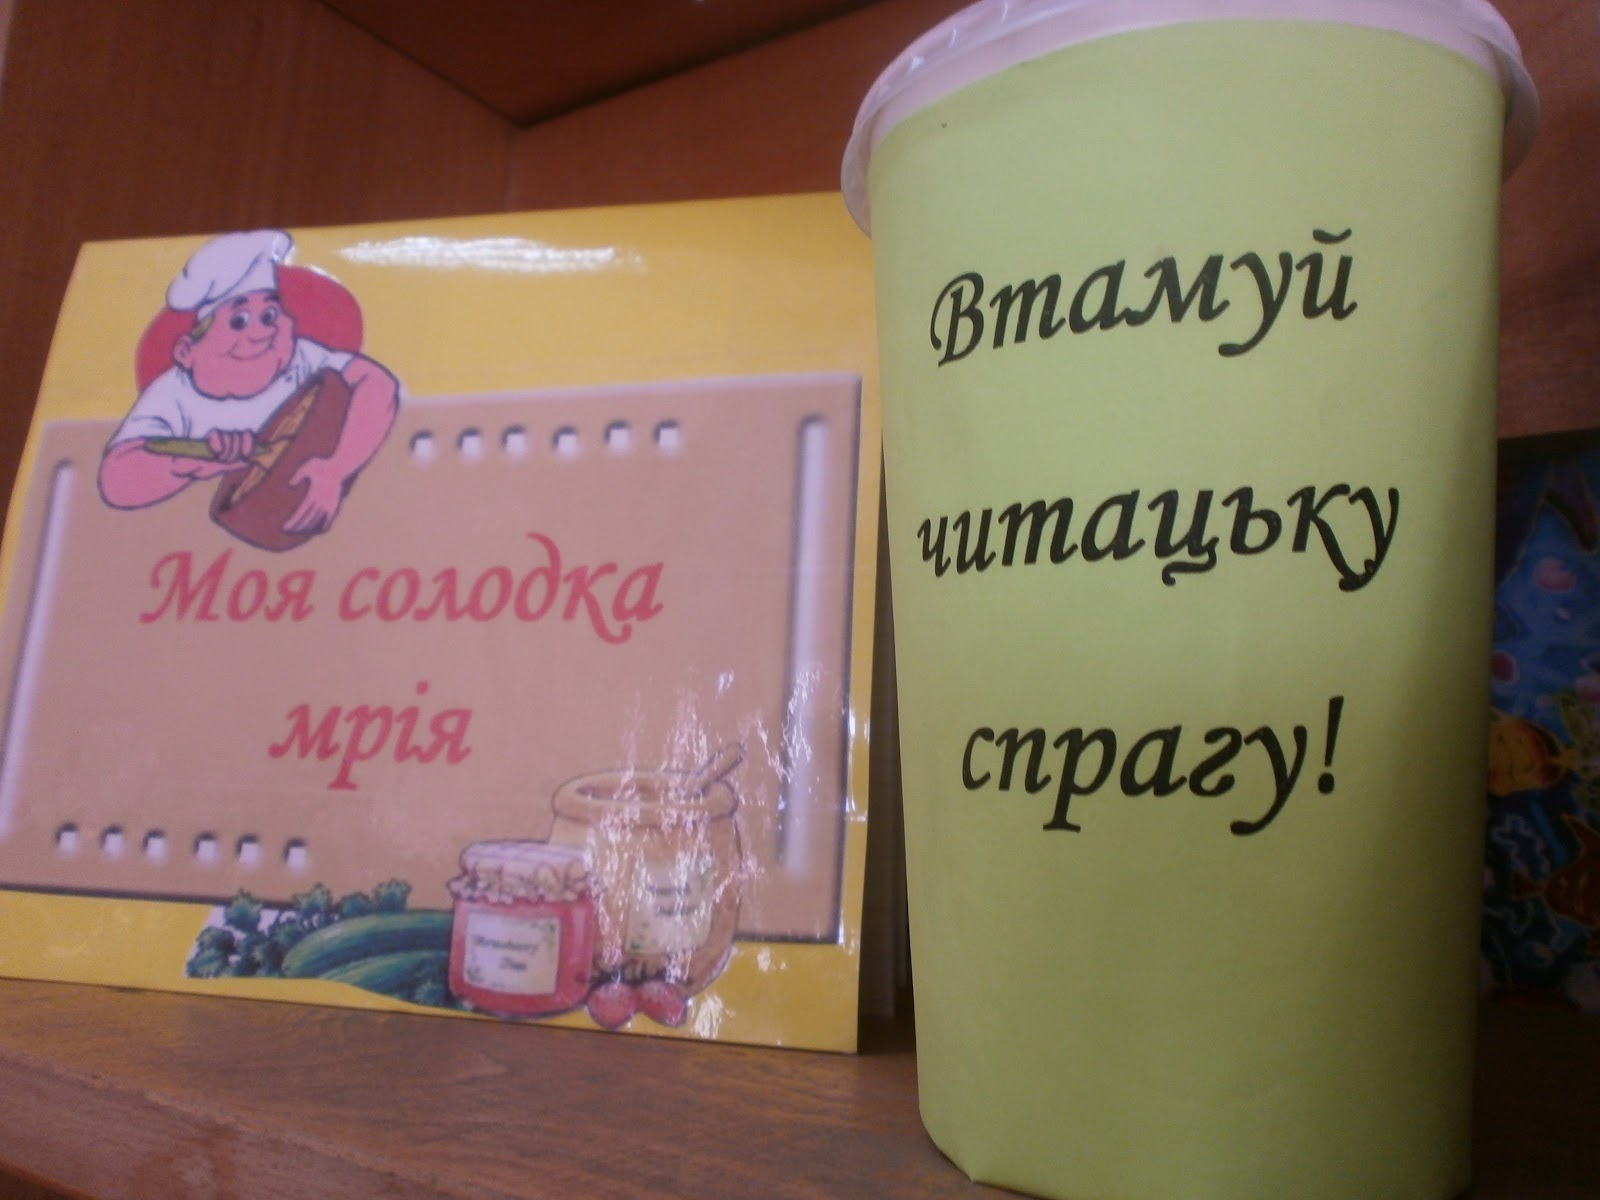 Моя солодка
мрія
Втамуй
читацьку
спрагу!